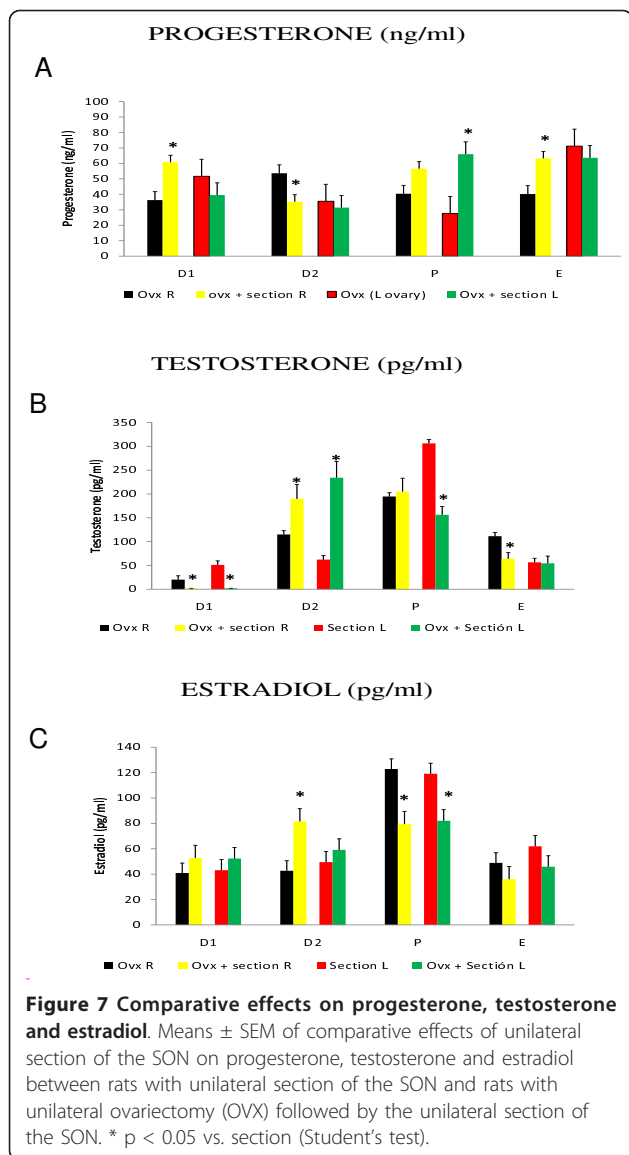 PROGESTERONE (ng/ml)
A
Progesterone (ng/ml)
100
90
80
70
60
50
40
30
20
10
0
* * * *
D1 D2 P E
Ovx R ovx + section R Ovx (L ovary) Ovx + section L
TESTOSTERONE (pg/ml)
B
Testosterone (pg/ml)
350
300
250
200
150
100
50
0
* * * * * *
D1 D2 P E
Ovx R Ovx + section R Section L Ovx + Sectión L
ESTRADIOL (pg/ml)
C
Estradiol (pg/ml)
140
120
100
80
60
40
20
0
* * *
D1 D2 P E
Ovx R Ovx + section R Section L Ovx + Sectión L
Figure 7 Comparative effects on progesterone, testosterone
and estradiol. Means ± SEM of comparative effects of unilateral
section of the SON on progesterone, testosterone and estradiol
between rats with unilateral section of the SON and rats with
unilateral ovariectomy (OVX) followed by the unilateral section of
the SON. * p < 0.05 vs. section (Student's test).